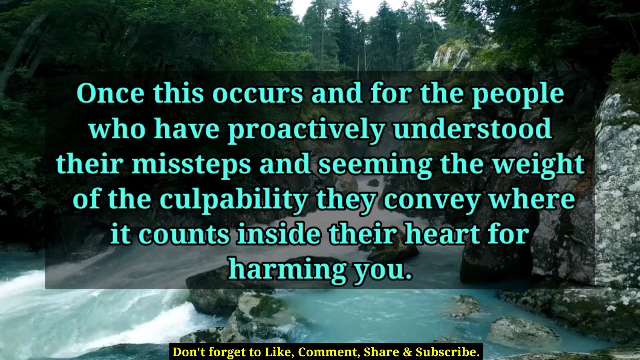 Once this occurs and for the people
who have proactively understood
their missteps and seeming the weight
of the culpability they convey where
it counts inside their heart for
harming you.
Don't forget to Like, Comment, Share & Subscribe.